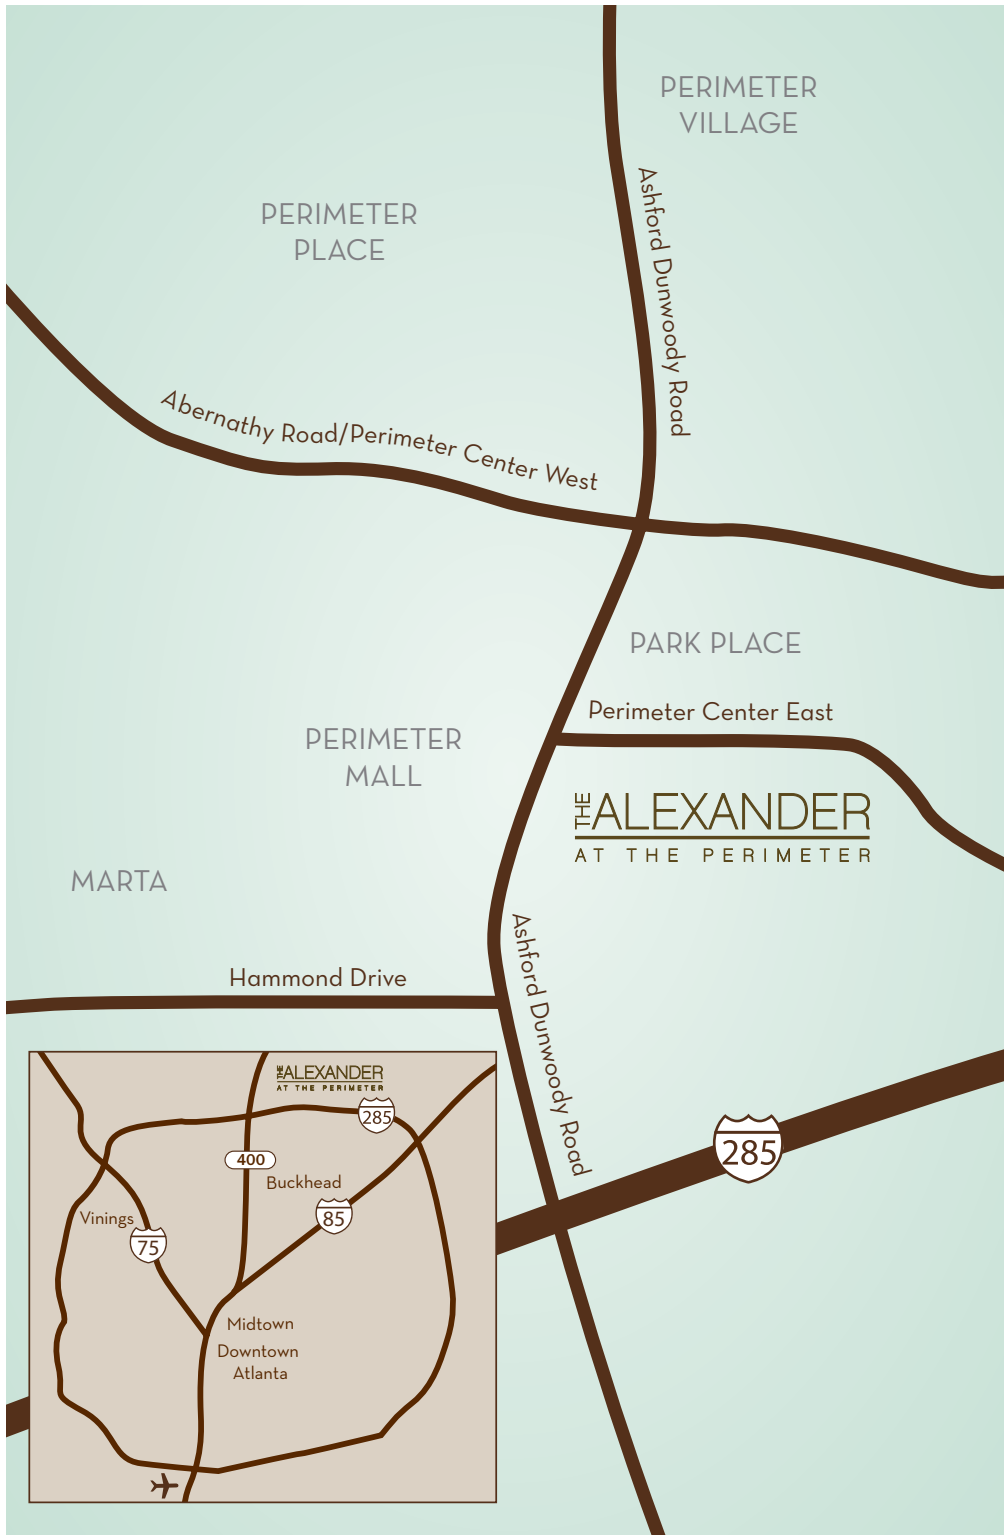 PERIMETER
VILLAGE
Ashford Dunwoody Road
PERIMETER
PLACE
Abernathy Road/Perimeter Center West
PARK PLACE
Perimeter Center East
PERIMETER
MALL
THE ALEXANDER
AT THE PERIMETER
MARTA
Hammond Drive
Ashford Dunwoody Road
285
THE ALEXANDER
AT THE PERIMETER
285
400
Buckhead
Vinings
85
75
Midtown
Downtown
Atlanta